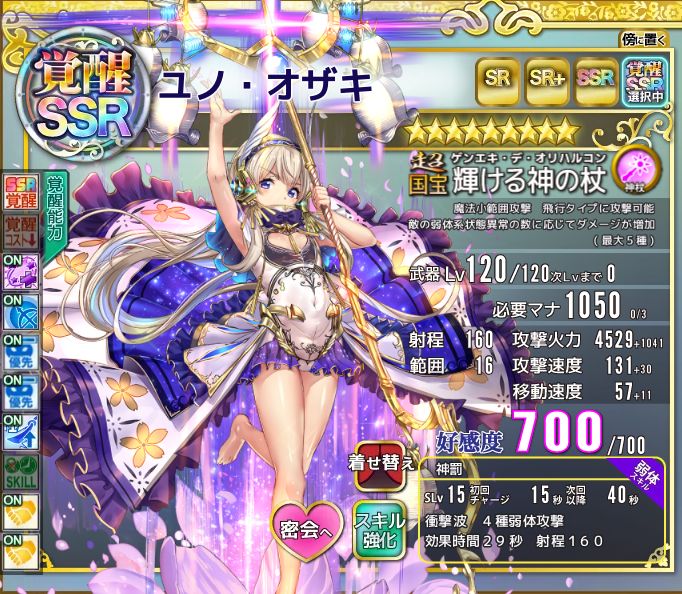 傍に置く
覚醒
SSR
ユノ・オザキ
SR
SR+
SSR
覚醒
SSR
選択中
超
国宝
ゲンエキ・デ・オリハルコン
輝ける神の杖
神杖
魔法小範囲攻撃 飛行タイプに攻撃可能
敵の弱体系状態異常の数に応じてダメージが増加
(最大5種)
武器Lv120/120次Lvまで0
必要マナ1050 0/3
射程 160 攻撃火力 4529+1041
範囲 16 攻撃速度 131+30
移動速度 57+11
好感度 700/700
SSR
覚醒
覚醒能力
覚醒
コスト↓
ON
ON
ON
優先
ON
優先
ON
SKILL
ON
ON
着せ替え
密会へ
スキル
強化
神罰
弱体
スキル
SLv 15 初回チャージ 15秒 次回以降 40秒
衝撃波 4種弱体攻撃
効果時間29秒 射程160